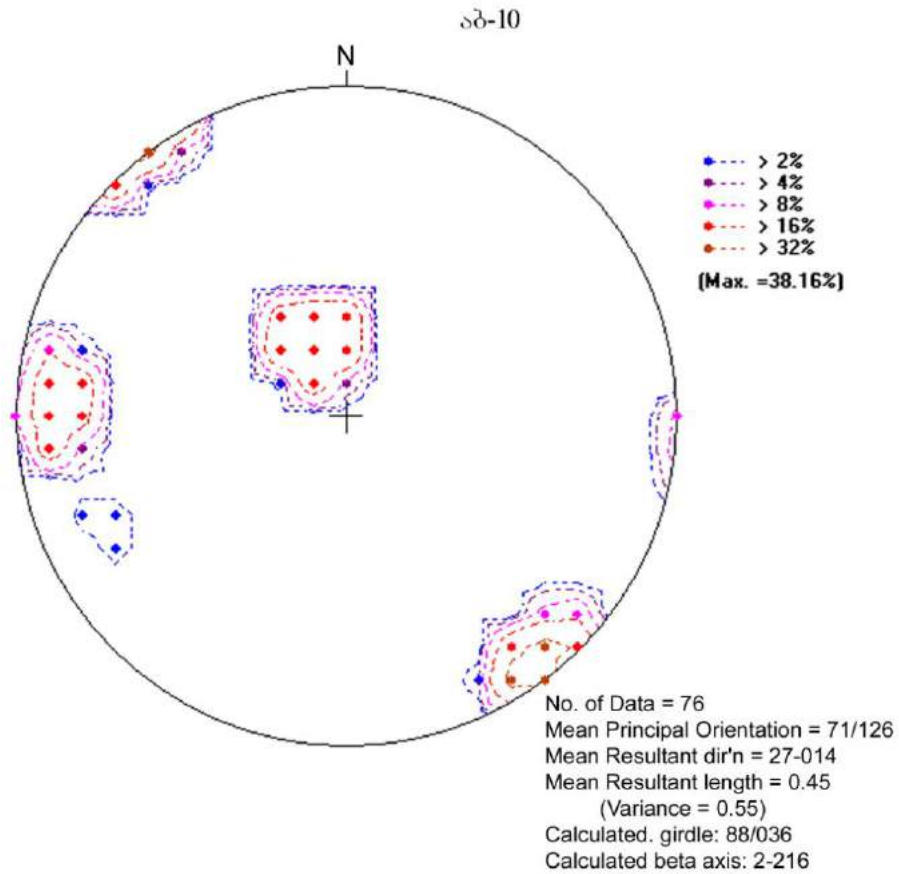 აბ-10
N
> 2%
> 4%
> 8%
> 16%
> 32%
(Max. =38.16%)
No. of Data = 76
Mean Principal Orientation = 71/126
Mean Resultant dir'n = 27-014
Mean Resultant length = 0.45
(Variance = 0.55)
Calculated. girdle: 88/036
Calculated beta axis: 2-216